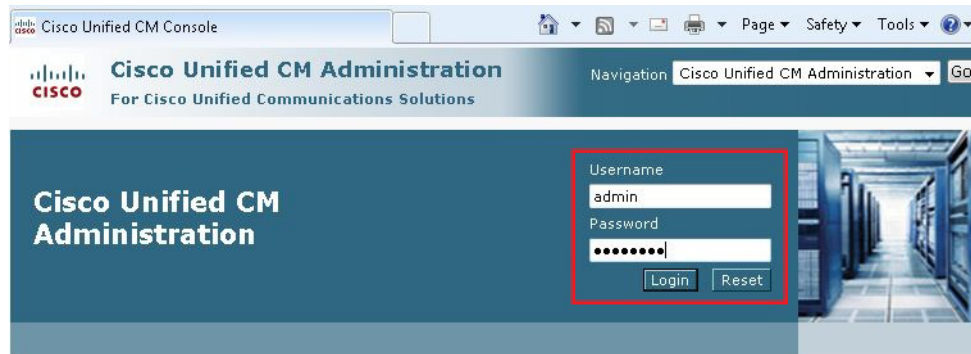 Cisco Unified CM Console
Page Safety Tools
CISCO
Cisco Unified CM Administration
For Cisco Unified Communications Solutions
Navigation Cisco Unified CM Administration Go
Cisco Unified CM
Administration
Username
admin
Password
••••••••
Login Reset